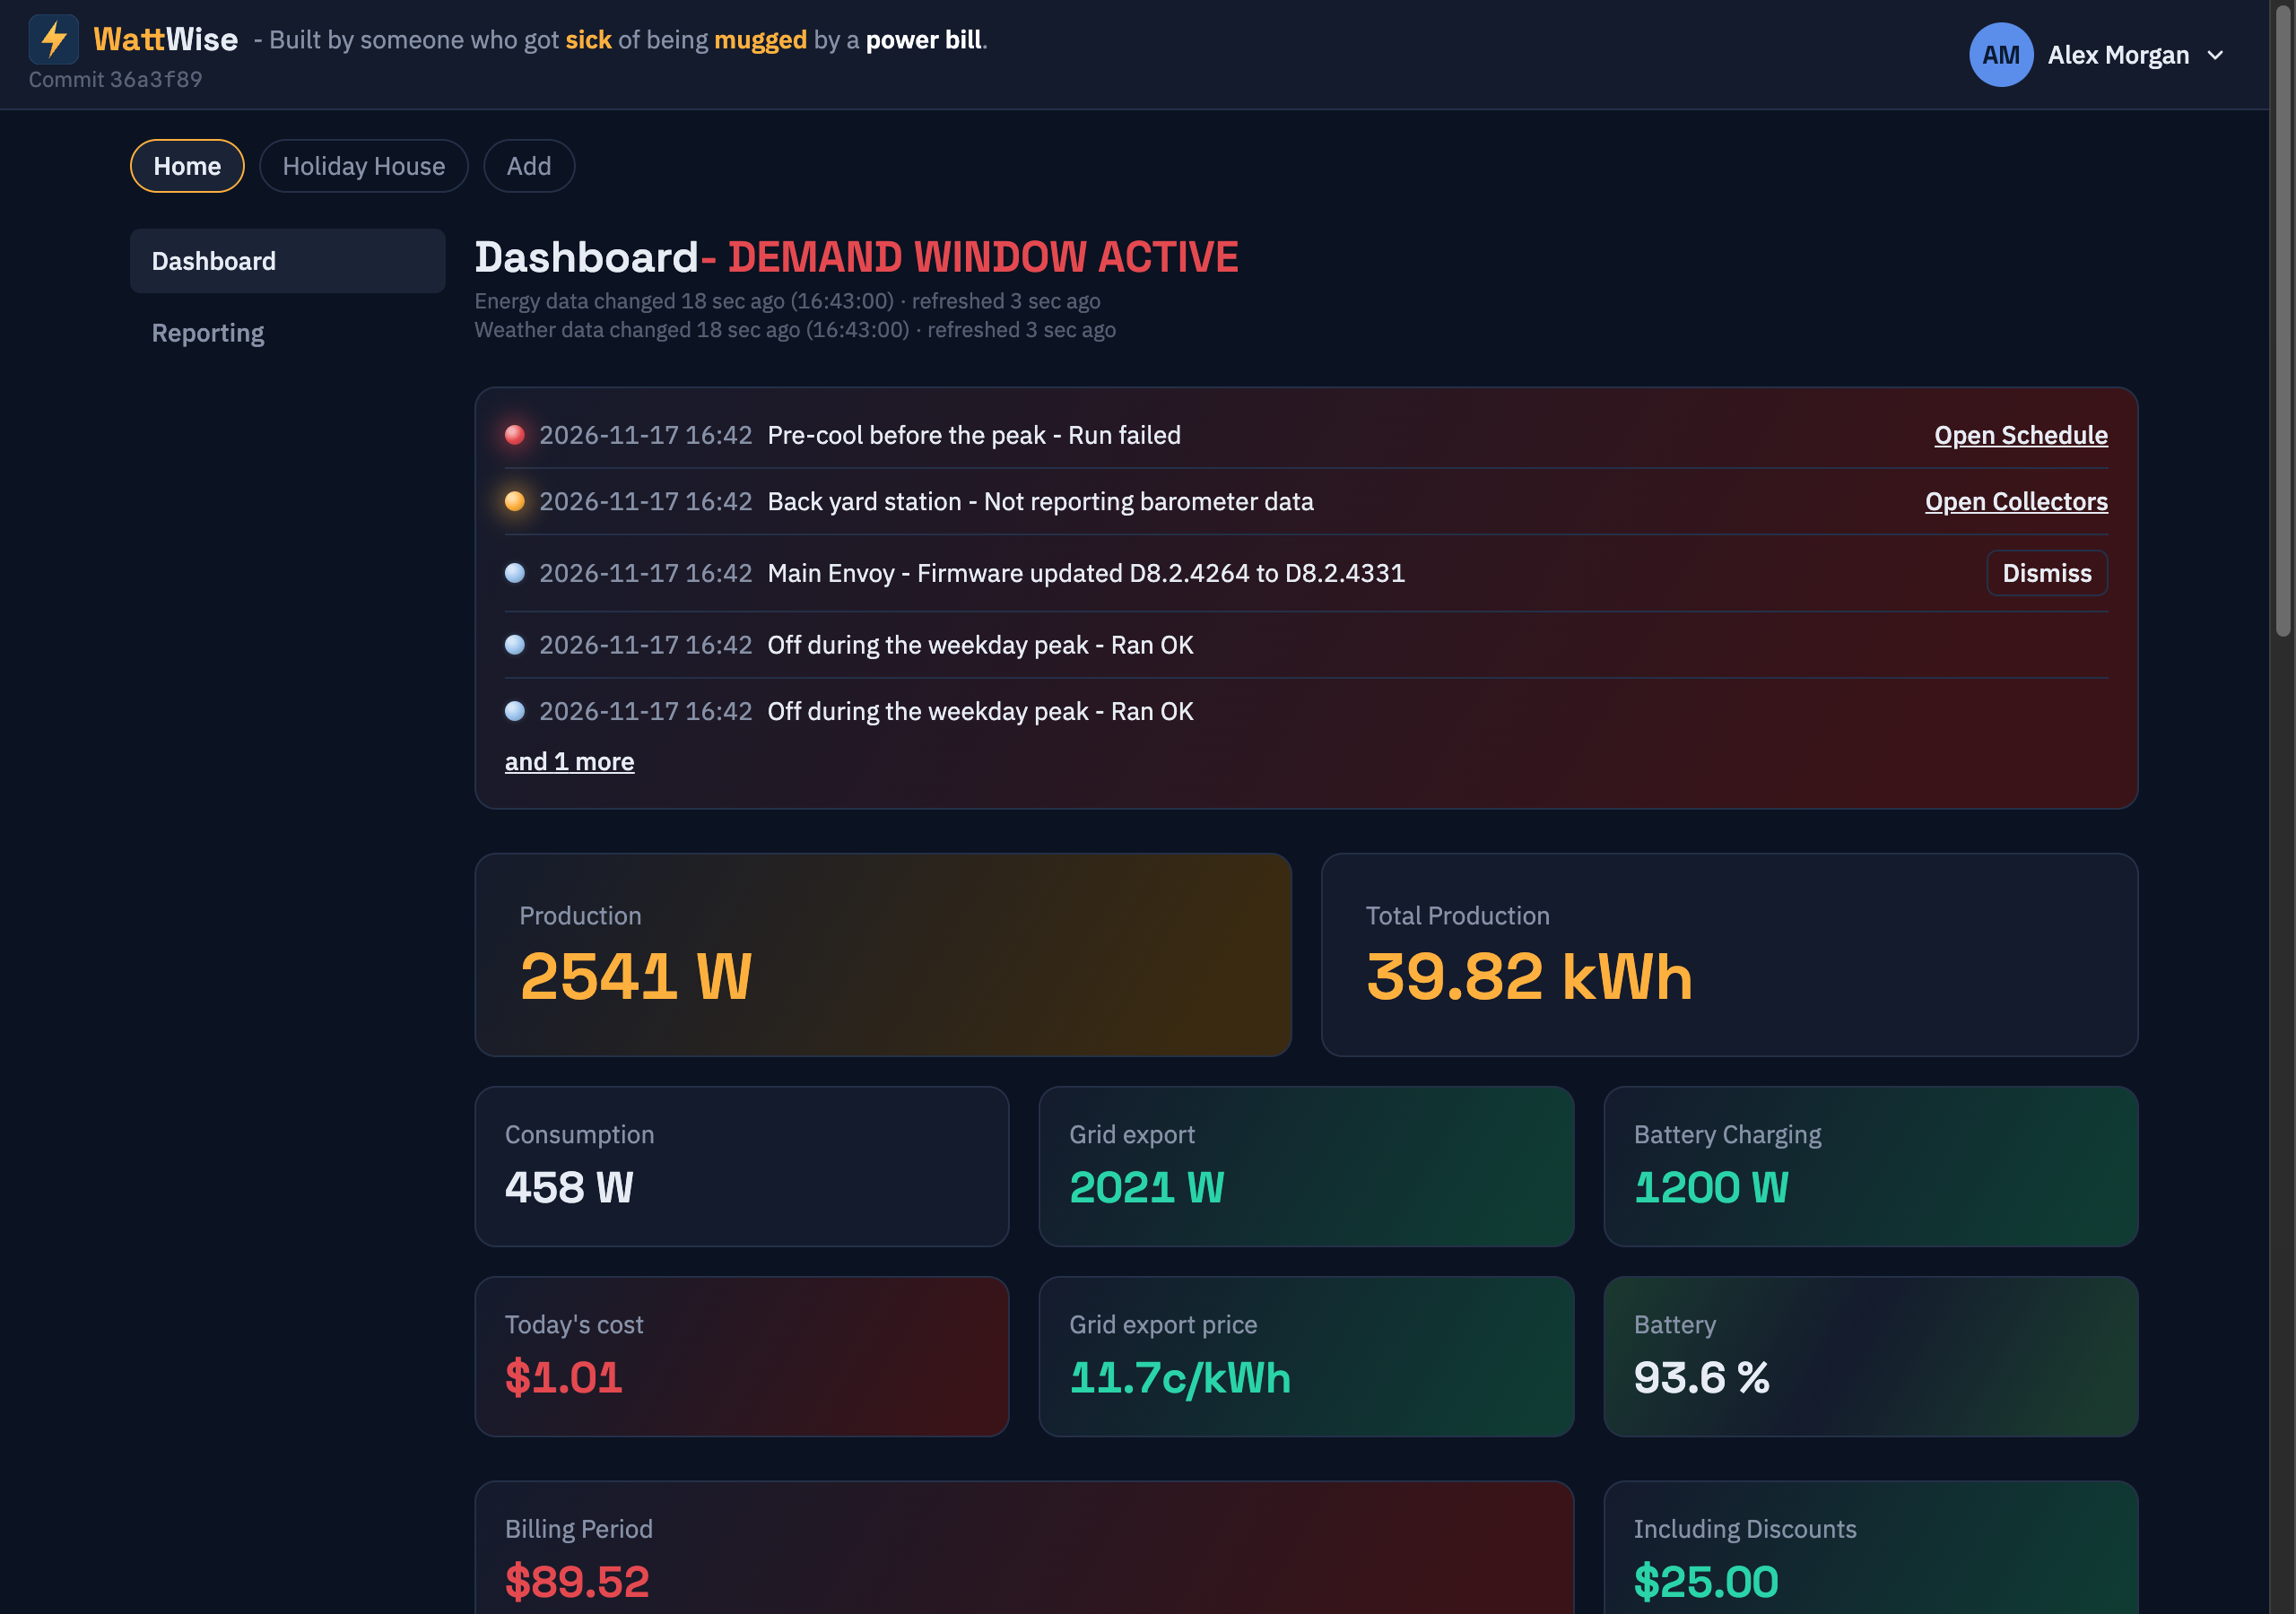 WattWise - Built by someone who got sick of being mugged by a power bill.
Commit 36a3f89
AM Alex Morgan
Home Holiday House Add
Dashboard
Reporting
Dashboard- DEMAND WINDOW ACTIVE
Energy data changed 18 sec ago (16:43:00) · refreshed 3 sec ago
Weather data changed 18 sec ago (16:43:00) · refreshed 3 sec ago
2026-11-17 16:42 Pre-cool before the peak - Run failed Open Schedule
2026-11-17 16:42 Back yard station - Not reporting barometer data Open Collectors
2026-11-17 16:42 Main Envoy - Firmware updated D8.2.4264 to D8.2.4331 Dismiss
2026-11-17 16:42 Off during the weekday peak - Ran OK
2026-11-17 16:42 Off during the weekday peak - Ran OK
and 1 more
Production
2541 W
Total Production
39.82 kWh
Consumption
458 W
Grid export
2021 W
Battery Charging
1200 W
Today's cost
$1.01
Grid export price
11.7c/kWh
Battery
93.6 %
Billing Period
$89.52
Including Discounts
$25.00